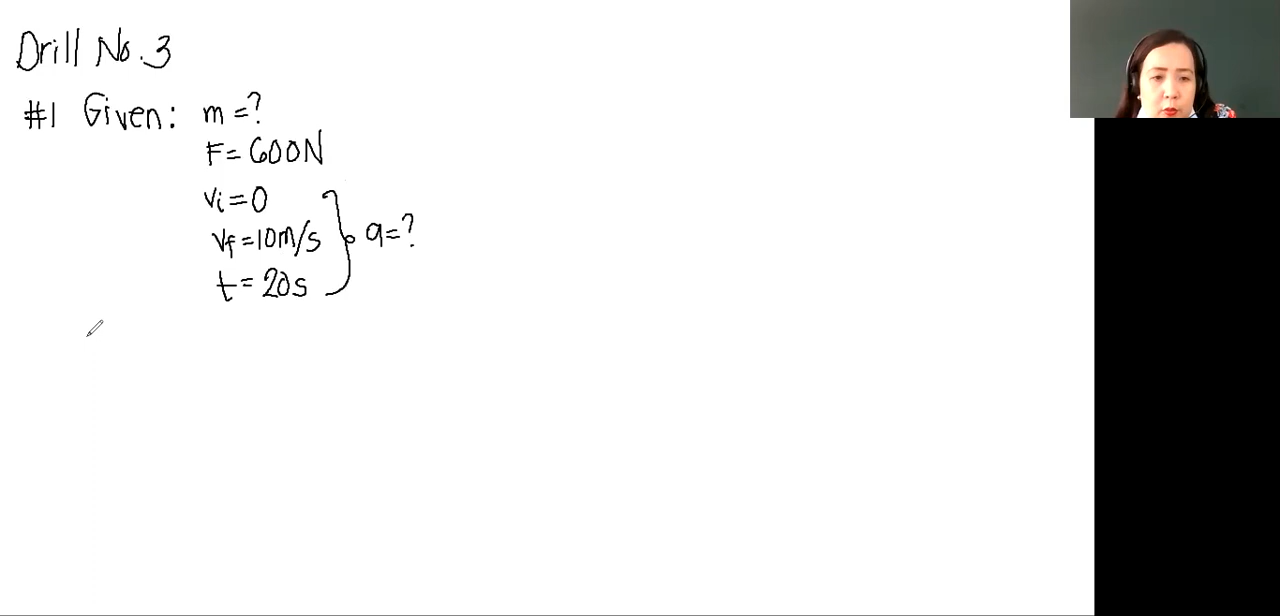 Drill No. 3
#1 Given: m = ?
F = 600N
vi = 0
vf = 10m/s
a = ?
t = 20s